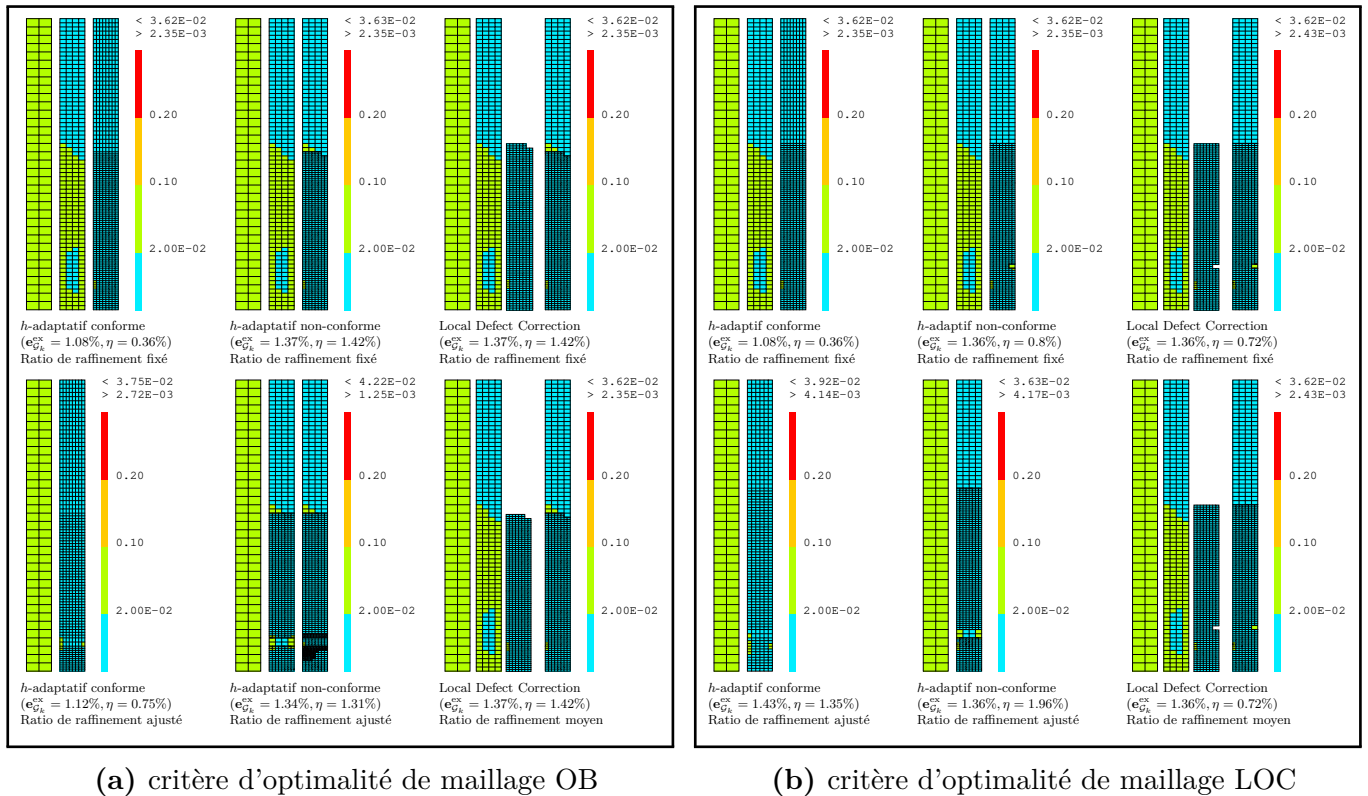 < 3.62E-02
> 2.35E-03
0.20
0.10
2.00E-02
h-adaptatif conforme
(e^ex_𝒢k = 1.08%, η = 0.36%)
Ratio de raffinement fixé
< 3.63E-02
> 2.35E-03
0.20
0.10
2.00E-02
h-adaptatif non-conforme
(e^ex_𝒢k = 1.37%, η = 1.42%)
Ratio de raffinement fixé
< 3.62E-02
> 2.35E-03
0.20
0.10
2.00E-02
Local Defect Correction
(e^ex_𝒢k = 1.37%, η = 1.42%)
Ratio de raffinement fixé
< 3.75E-02
> 2.72E-03
0.20
0.10
2.00E-02
h-adaptatif conforme
(e^ex_𝒢k = 1.12%, η = 0.75%)
Ratio de raffinement ajusté
< 4.22E-02
> 1.25E-03
0.20
0.10
2.00E-02
h-adaptatif non-conforme
(e^ex_𝒢k = 1.34%, η = 1.31%)
Ratio de raffinement ajusté
< 3.62E-02
> 2.35E-03
0.20
0.10
2.00E-02
Local Defect Correction
(e^ex_𝒢k = 1.37%, η = 1.42%)
Ratio de raffinement moyen
(a) critère d'optimalité de maillage OB
< 3.62E-02
> 2.35E-03
0.20
0.10
2.00E-02
h-adaptatif conforme
(e^ex_𝒢k = 1.08%, η = 0.36%)
Ratio de raffinement fixé
< 3.62E-02
> 2.35E-03
0.20
0.10
2.00E-02
h-adaptatif non-conforme
(e^ex_𝒢k = 1.36%, η = 0.8%)
Ratio de raffinement fixé
< 3.62E-02
> 2.43E-03
0.20
0.10
2.00E-02
Local Defect Correction
(e^ex_𝒢k = 1.36%, η = 0.72%)
Ratio de raffinement fixé
< 3.92E-02
> 4.14E-03
0.20
0.10
2.00E-02
h-adaptif conforme
(e^ex_𝒢k = 1.43%, η = 1.35%)
Ratio de raffinement ajusté
< 3.63E-02
> 4.17E-03
0.20
0.10
2.00E-02
h-adaptatif non-conforme
(e^ex_𝒢k = 1.36%, η = 1.96%)
Ratio de raffinement ajusté
< 3.62E-02
> 2.43E-03
0.20
0.10
2.00E-02
Local Defect Correction
(e^ex_𝒢k = 1.36%, η = 0.72%)
Ratio de raffinement moyen
(b) critère d'optimalité de maillage LOC